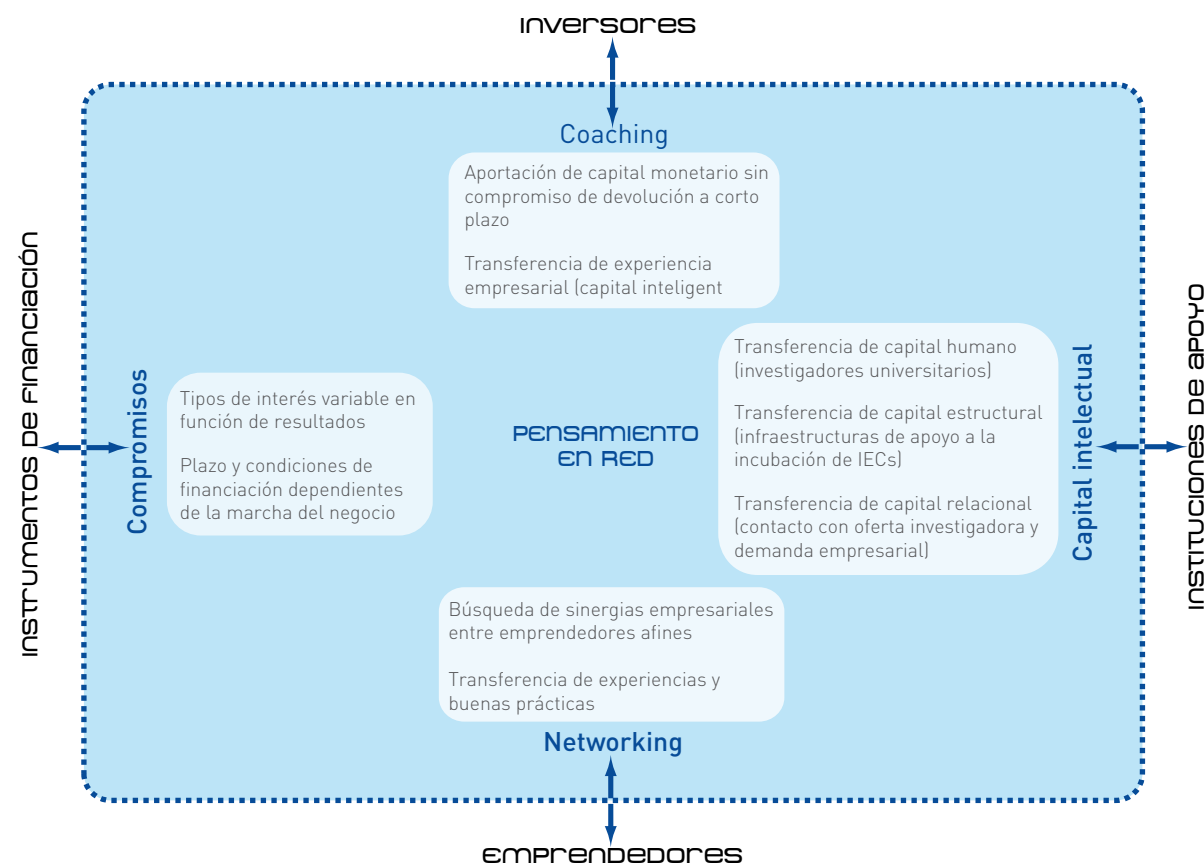 Inversores
Coaching
Aportación de capital monetario sin
compromiso de devolución a corto
plazo
Transferencia de experiencia
empresarial (capital inteligent
Instrumentos de financiación
Compromisos
Tipos de interés variable en
función de resultados
Plazo y condiciones de
financiación dependientes
de la marcha del negocio
PENSAMIENTO
EN RED
Transferencia de capital humano
(investigadores universitarios)
Transferencia de capital estructural
(infraestructuras de apoyo a la
incubación de IECs)
Transferencia de capital relacional
(contacto con oferta investigadora y
demanda empresarial)
Capital intelectual
Instituciones de apoyo
Búsqueda de sinergias empresariales
entre emprendedores afines
Transferencia de experiencias y
buenas prácticas
Networking
Emprendedores